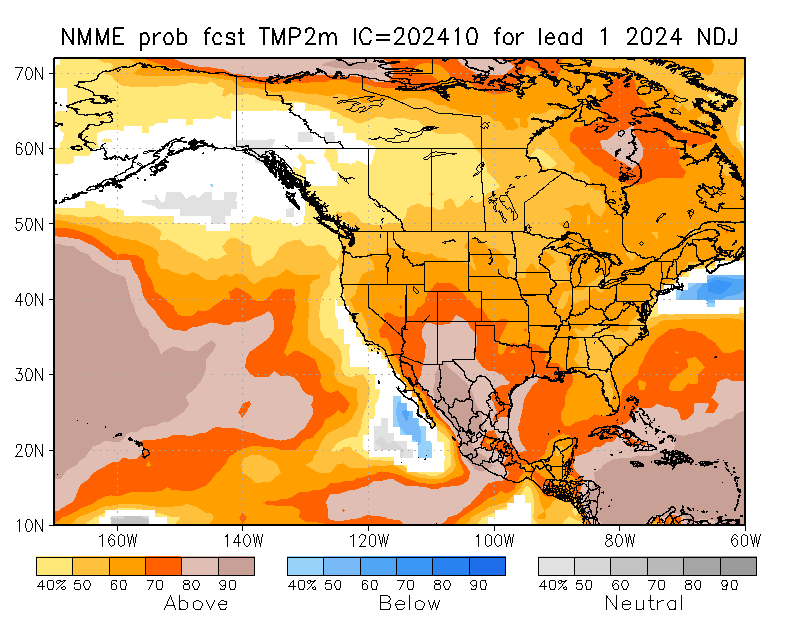 NMME prob fcst TMP2m IC=202410 for lead 1 2024 NDJ
70N
60N
50N
40N
30N
20N
10N
160W 140W 120W 100W 80W 60W
40% 50 60 70 80 90 40% 50 60 70 80 90 40% 50 60 70 80 90
Above Below Neutral